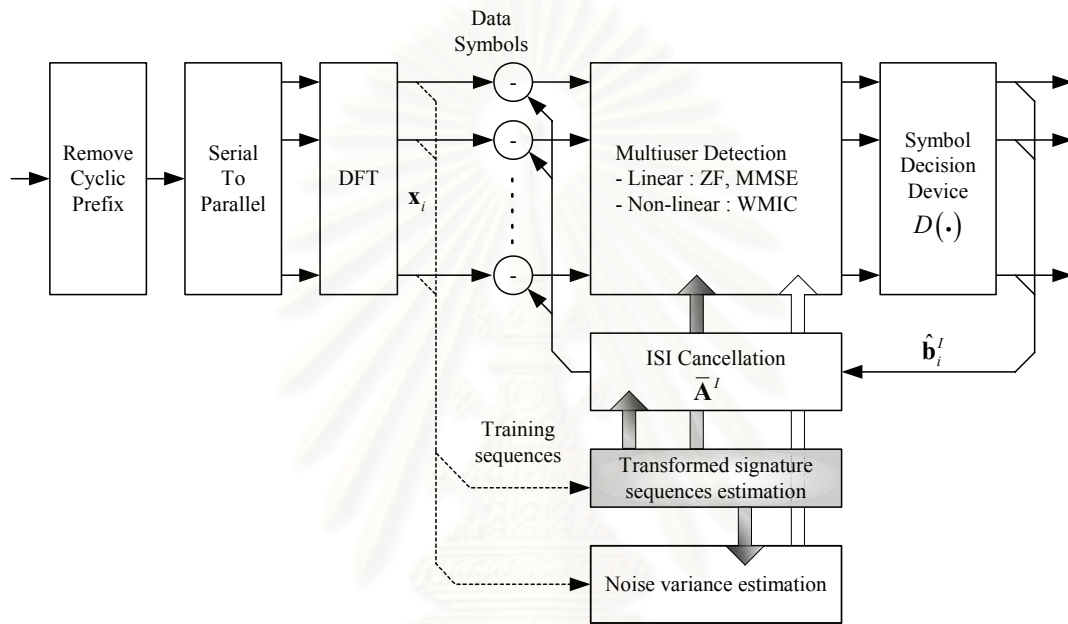 Data
Symbols
Remove
Cyclic
Prefix
Serial
To
Parallel
DFT
x_i
-
-
-
Multiuser Detection
- Linear : ZF, MMSE
- Non-linear : WMIC
Symbol
Decision
Device
D(•)
ISI Cancellation
A̅^I
b̂_i^I
Training
sequences
Transformed signature
sequences estimation
Noise variance estimation